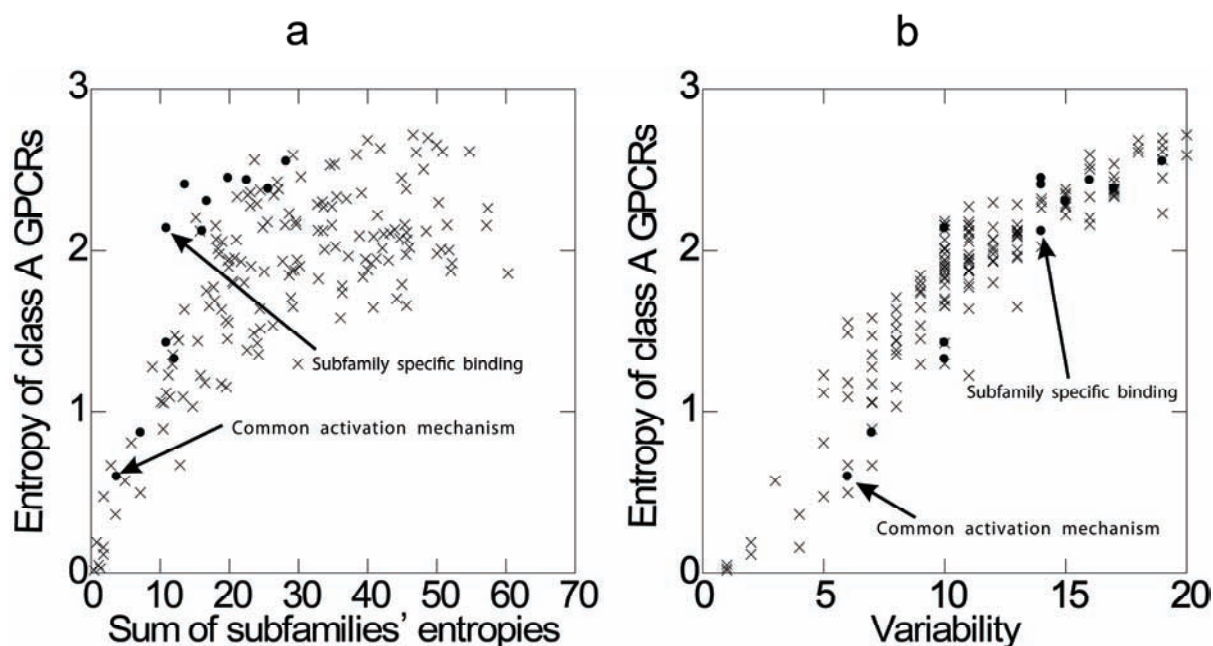 a
b
3
2
1
0
Entropy of class A GPCRs
Subfamily specific binding
Common activation mechanism
0 10 20 30 40 50 60 70
Sum of subfamilies' entropies
3
2
1
0
Entropy of class A GPCRs
Subfamily specific binding
Common activation mechanism
0 5 10 15 20
Variability